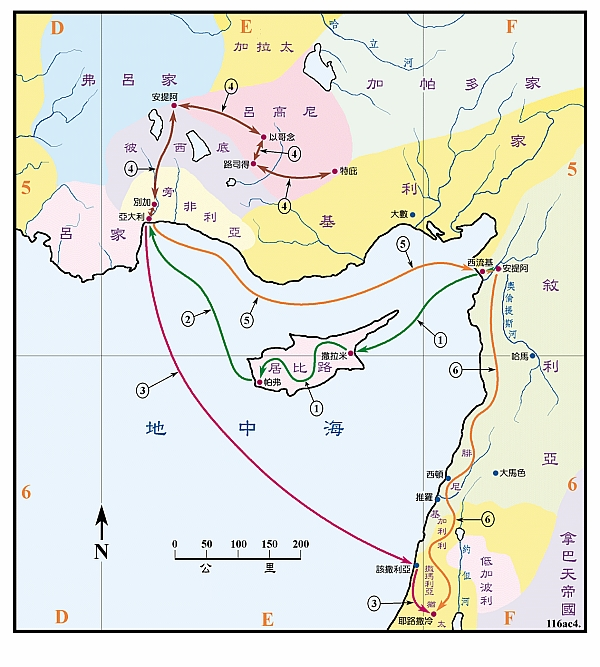 D
E
F
加拉太
哈
立
河
弗呂家
加帕多家
安提阿
④
呂高尼
以哥念
彼西底
④
④
路司得
特庇
④
5
5
別加
旁非利亞
亞大利
呂家
基利家
大數
⑤
西流基
安提阿
敘利亞
②
⑤
①
奧倫提斯河
撒拉米
居比路
帕弗
①
哈馬
③
⑥
地中海
腓尼基
西頓
大馬色
推羅
6
6
⑥
加利利
N
0 50 100 150 200
公里
約但河
低加波利
拿巴天帝國
該撒利亞
撒瑪利亞
③
猶太
耶路撒冷
D
E
F
116ac4.